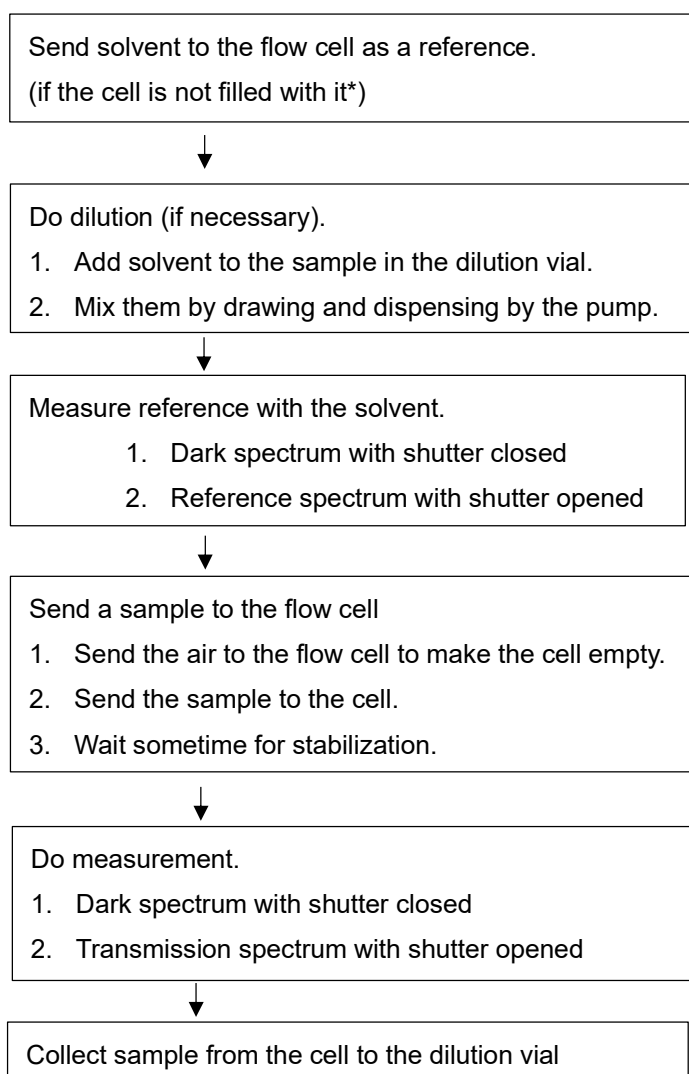 Send solvent to the flow cell as a reference.
(if the cell is not filled with it*)
Do dilution (if necessary).
1. Add solvent to the sample in the dilution vial.
2. Mix them by drawing and dispensing by the pump.
Measure reference with the solvent.
1. Dark spectrum with shutter closed
2. Reference spectrum with shutter opened
Send a sample to the flow cell
1. Send the air to the flow cell to make the cell empty.
2. Send the sample to the cell.
3. Wait sometime for stabilization.
Do measurement.
1. Dark spectrum with shutter closed
2. Transmission spectrum with shutter opened
Collect sample from the cell to the dilution vial